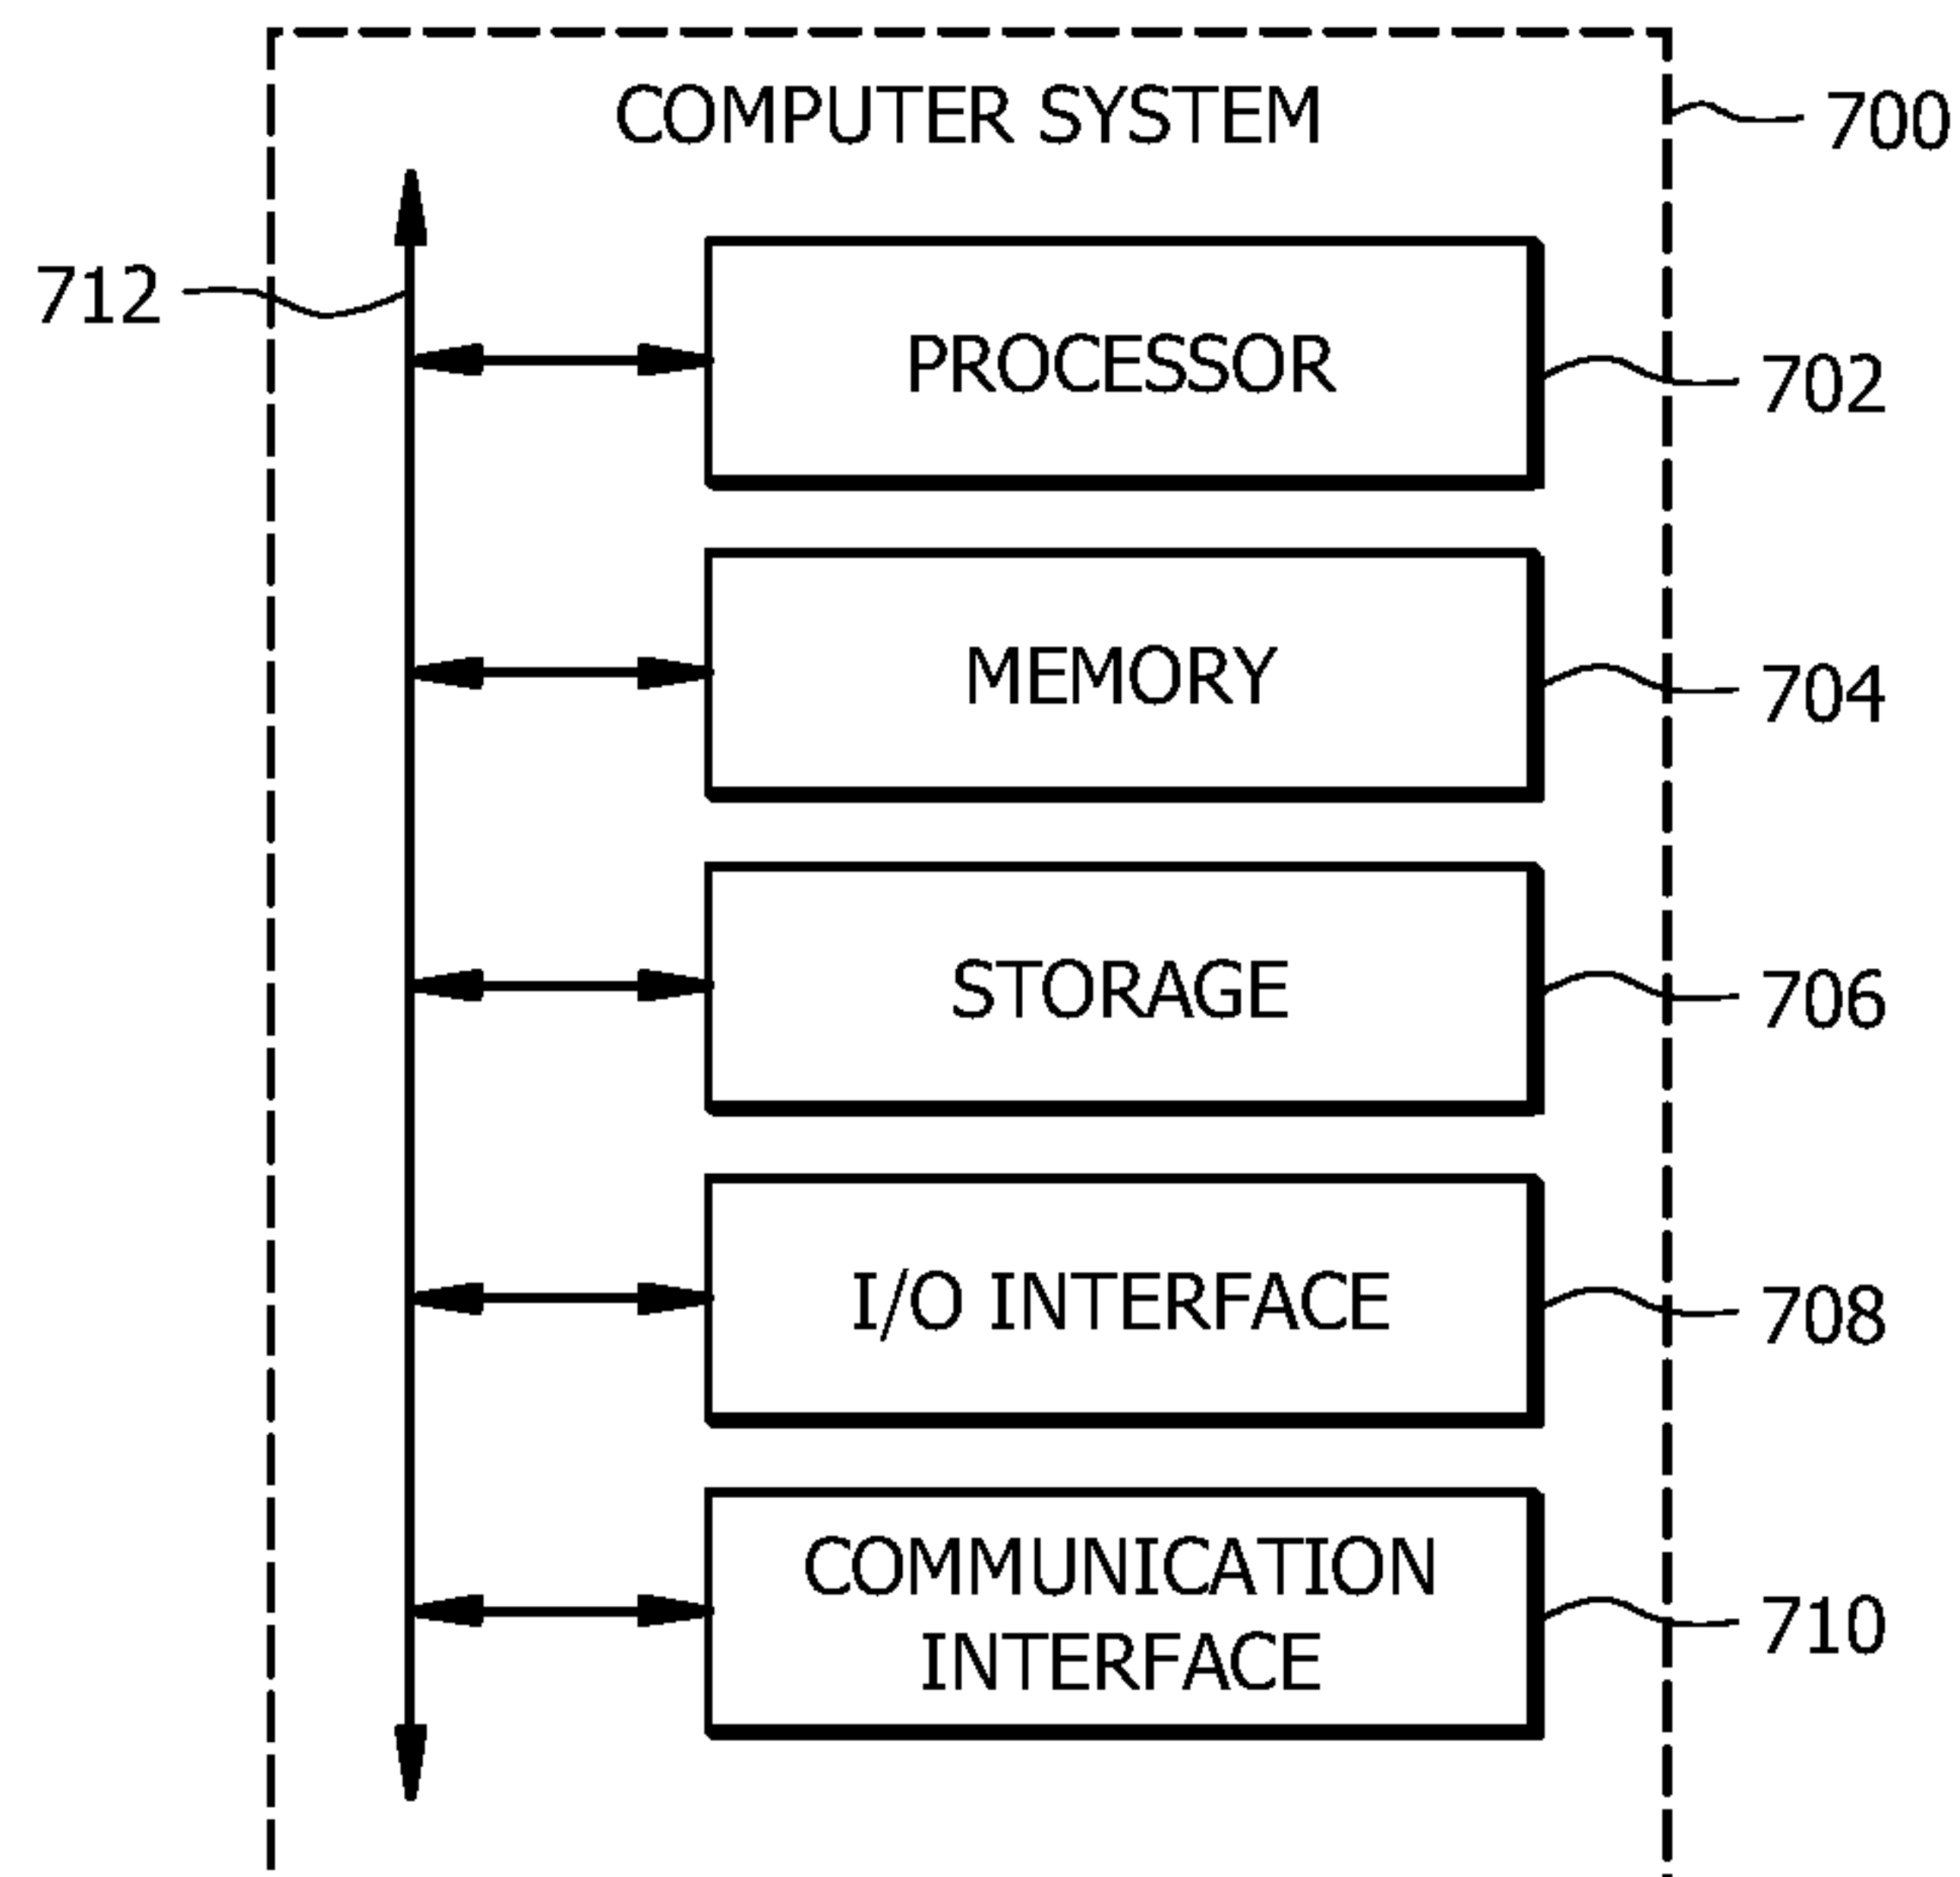 COMPUTER SYSTEM
700
712
PROCESSOR
702
MEMORY
704
STORAGE
706
I/O INTERFACE
708
COMMUNICATION
INTERFACE
710